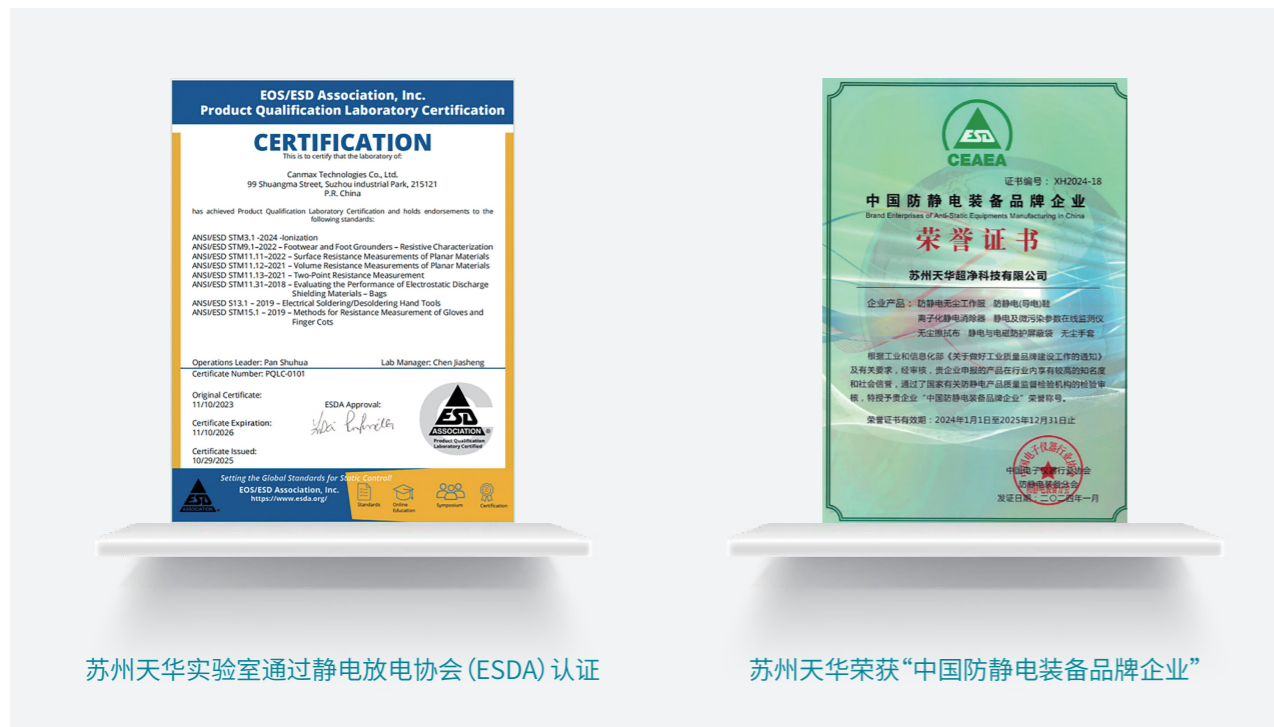 EOS/ESD Association, Inc.
Product Qualification Laboratory Certification
CERTIFICATION
This is to certify that the laboratory of:
Canmax Technologies Co., Ltd.
99 Shuangma Street, Suzhou industrial Park, 215121
P.R. China
has achieved Product Qualification Laboratory Certification and holds endorsements to the
following standards:
ANSI/ESD STM3.1 -2024 -Ionization
ANSI/ESD STM9.1–2022 – Footwear and Foot Grounders – Resistive Characterization
ANSI/ESD STM11.11–2022 – Surface Resistance Measurements of Planar Materials
ANSI/ESD STM11.12–2021 – Volume Resistance Measurements of Planar Materials
ANSI/ESD STM11.13–2021 – Two-Point Resistance Measurement
ANSI/ESD STM11.31–2018 – Evaluating the Performance of Electrostatic Discharge
Shielding Materials – Bags
ANSI/ESD S13.1 – 2019 – Electrical Soldering/Desoldering Hand Tools
ANSI/ESD STM15.1 – 2019 – Methods for Resistance Measurement of Gloves and
Finger Cots
Operations Leader: Pan Shuhua Lab Manager: Chen Jiasheng
Certificate Number: PQLC-0101
Original Certificate:
11/10/2023
ESDA Approval:
Certificate Expiration:
11/10/2026
Certificate Issued:
10/29/2025
ESD
ASSOCIATION
Product Qualification
Laboratory Certified
Setting the Global Standards for Static Control!
EOS/ESD Association, Inc.
https://www.esda.org/
ESD
ASSOCIATION
Standards
Online
Education
Symposium
Certification
苏州天华实验室通过静电放电协会（ESDA）认证
ESD
CEAEA
证书编号：XH2024-18
中国防静电装备品牌企业
Brand Enterprises of Anti-Static Equipments Manufacturing in China
荣誉证书
苏州天华超净科技有限公司
企业产品：防静电无尘工作服 防静电(导电)鞋
离子化静电消除器 静电及微污染参数在线监测仪
无尘擦拭布 静电与电磁防护屏蔽袋 无尘手套
根据工业和信息化部《关于做好工业质量品牌建设工作的通知》
及有关要求，经审核，贵企业申报的产品在行业内享有较高的知名度
和社会信誉，通过了国家有关防静电产品质量监督检验机构的检验审
核，特授予贵企业“中国防静电装备品牌企业”荣誉称号。
荣誉证书有效期：2024年1月1日至2025年12月31日止
中国电子仪器行业协会
防静电装备分会
发证日期：二〇二四年一月
苏州天华荣获“中国防静电装备品牌企业”